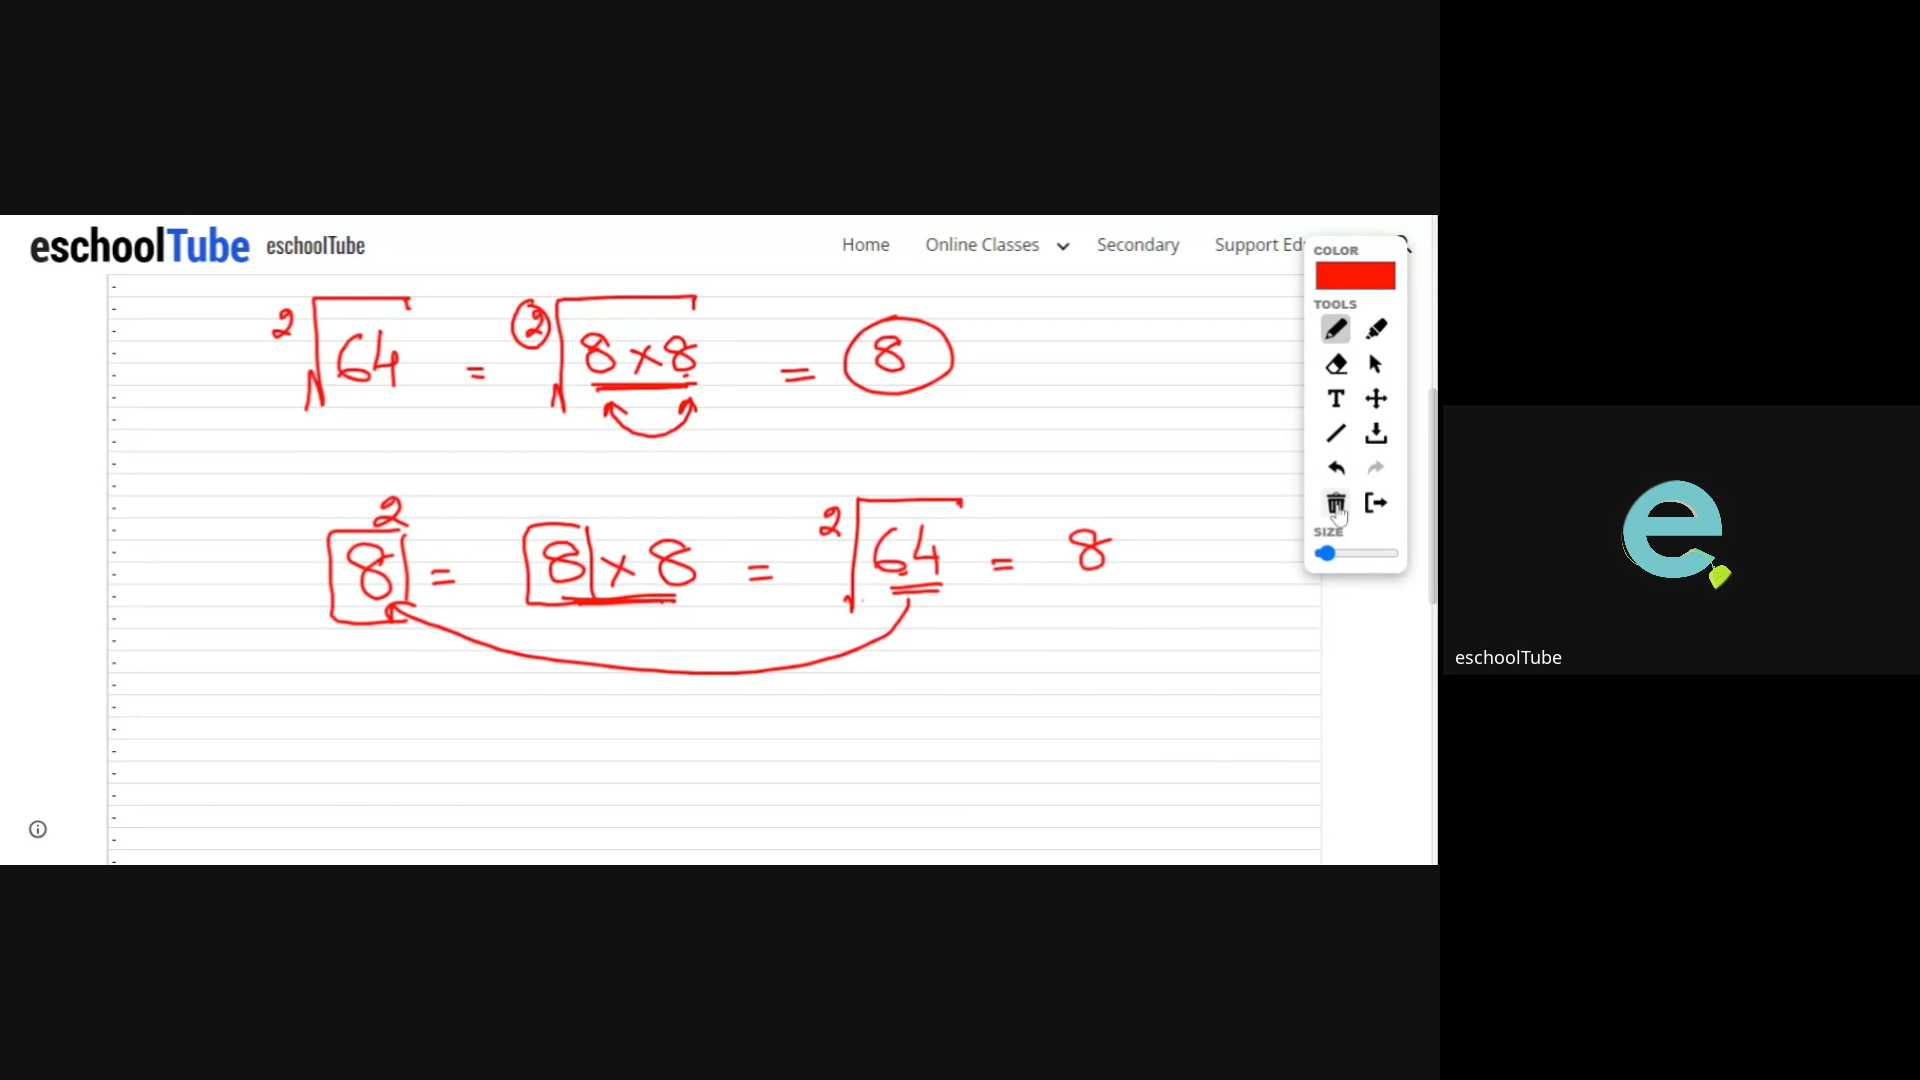 eschoolTube eschoolTube Home Online Classes Secondary Support Ed
COLOR
TOOLS
T
SIZE
²√64 = ²√8×8 = 8
8² = 8×8 = ²√64 = 8
eschoolTube